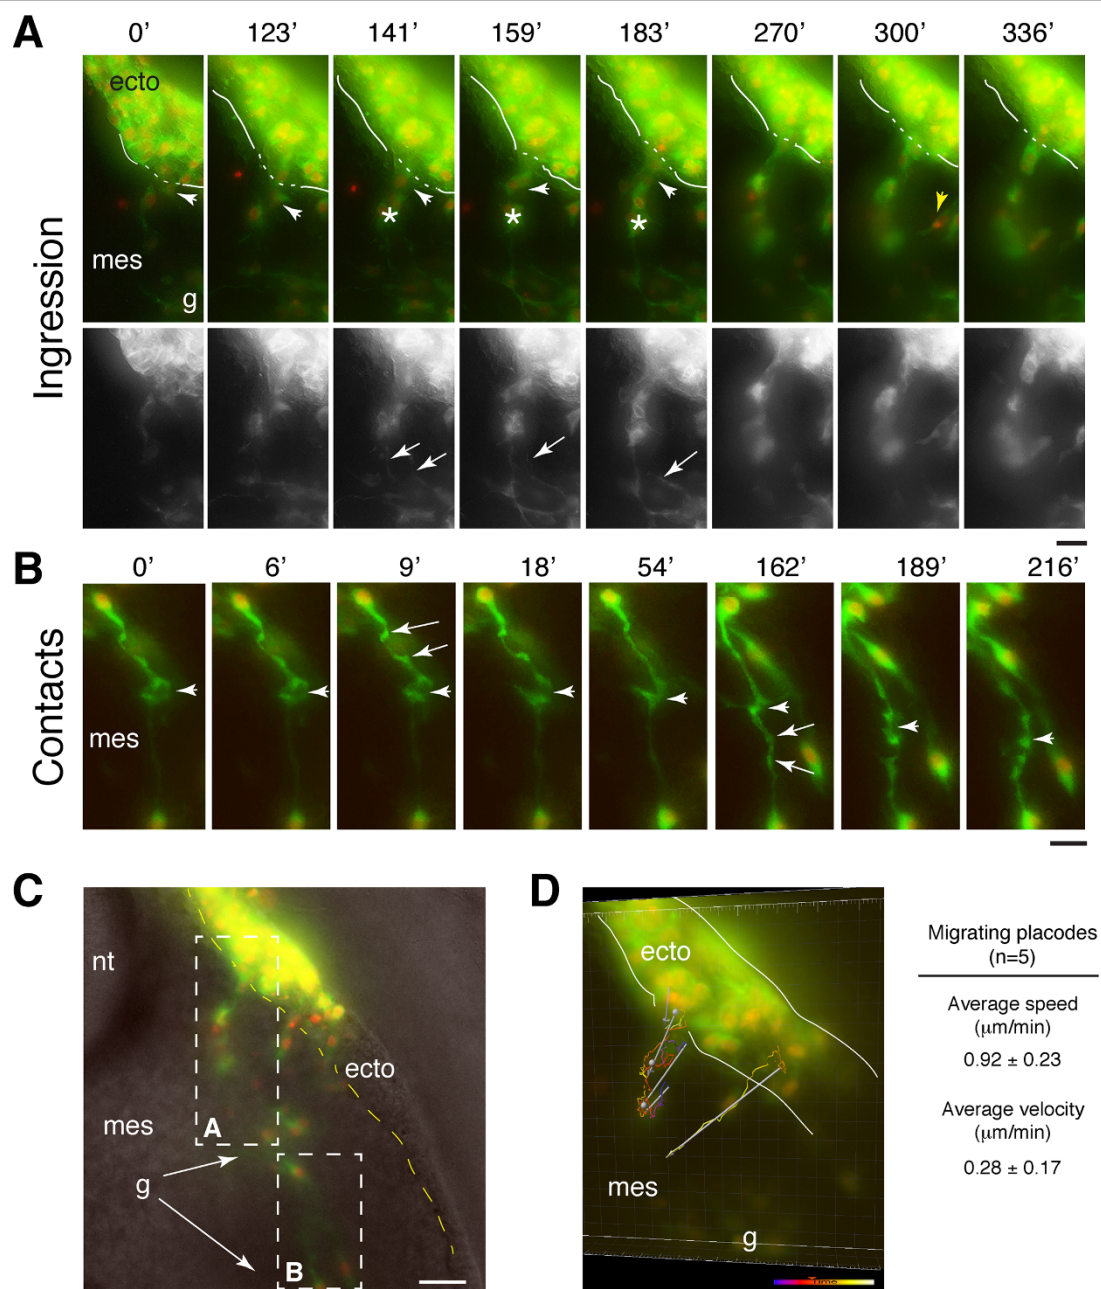 A
0’ 123’ 141’ 159’ 183’ 270’ 300’ 336’
ecto
*
*
*
mes
g
Ingression
B
0’ 6’ 9’ 18’ 54’ 162’ 189’ 216’
Contacts
mes
C
nt
ecto
mes
A
g
B
D
ecto
mes
g
Time
Migrating placodes
(n=5)
Average speed
(µm/min)
0.92 ± 0.23
Average velocity
(µm/min)
0.28 ± 0.17